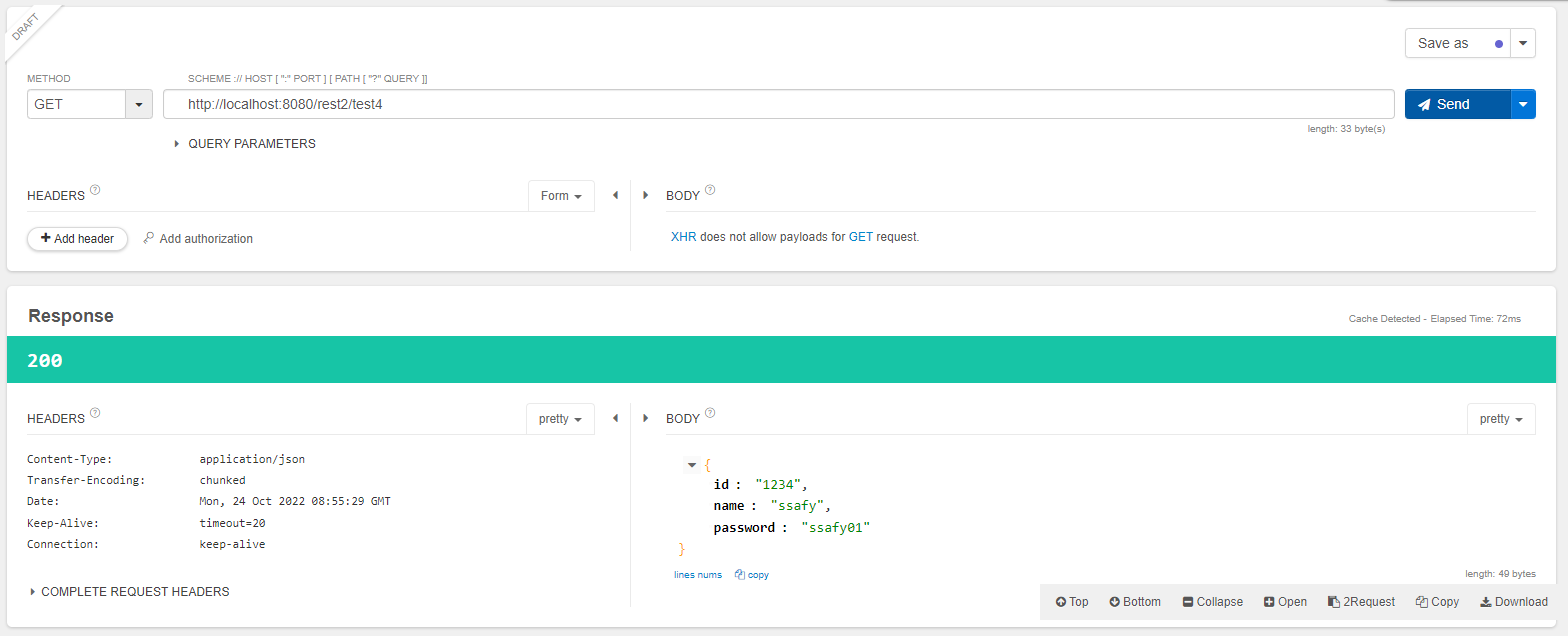 DRAFT
Save as
METHOD
SCHEME :// HOST [ ":" PORT ] [ PATH [ "?" QUERY ]]
GET
http://localhost:8080/rest2/test4
Send
length: 33 byte(s)
QUERY PARAMETERS
HEADERS ?
Form
BODY ?
+ Add header
Add authorization
XHR does not allow payloads for GET request.
Response
Cache Detected - Elapsed Time: 72ms
200
HEADERS ?
pretty
BODY ?
pretty
Content-Type: application/json
Transfer-Encoding: chunked
Date: Mon, 24 Oct 2022 08:55:29 GMT
Keep-Alive: timeout=20
Connection: keep-alive
{
id : "1234",
name : "ssafy",
password : "ssafy01"
}
lines nums
copy
length: 49 bytes
COMPLETE REQUEST HEADERS
Top
Bottom
Collapse
Open
2Request
Copy
Download